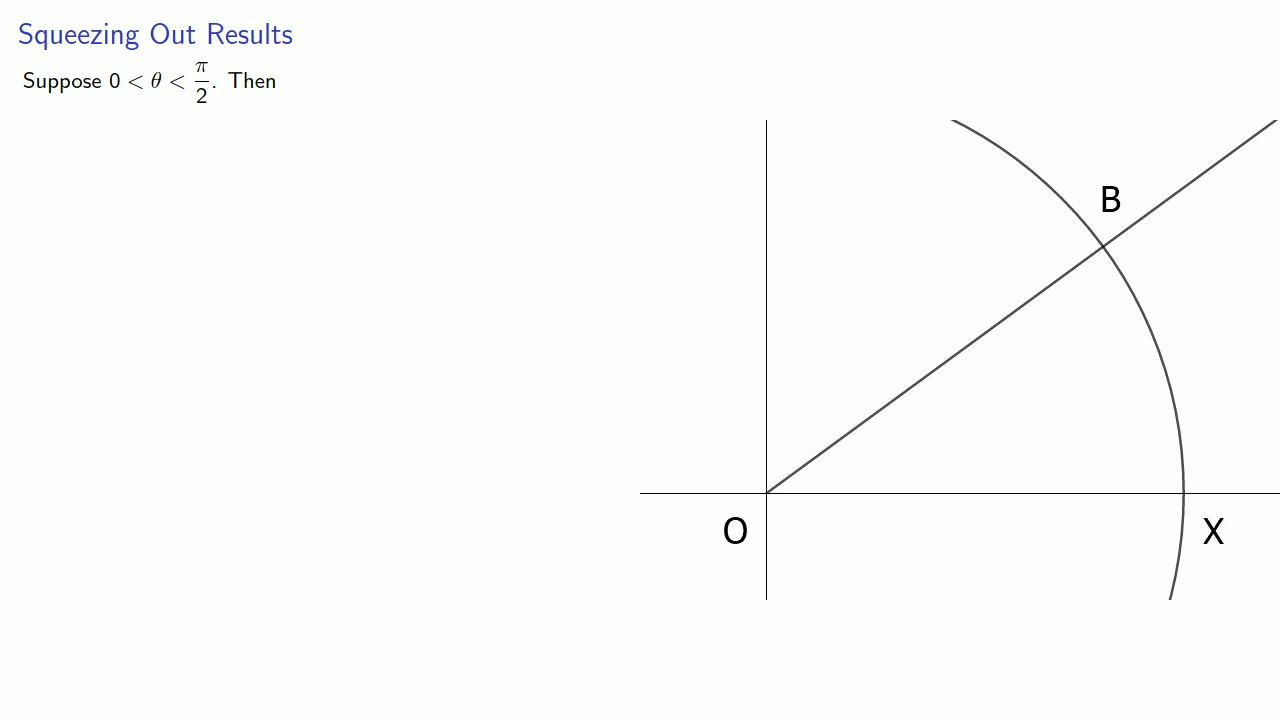 Squeezing Out Results
Suppose 0 < θ < π/2. Then
B
O
X